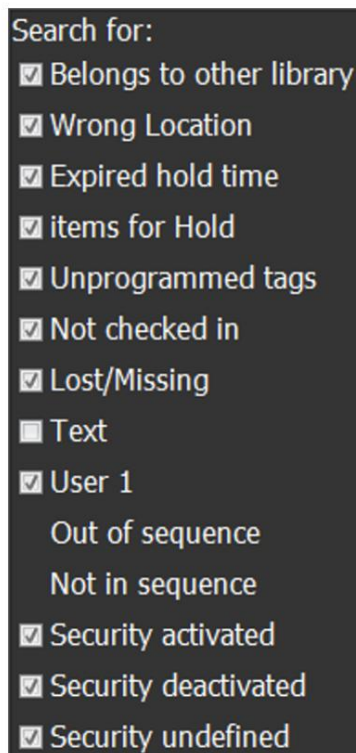 Search for:
Belongs to other library
Wrong Location
Expired hold time
items for Hold
Unprogrammed tags
Not checked in
Lost/Missing
Text
User 1
Out of sequence
Not in sequence
Security activated
Security deactivated
Security undefined